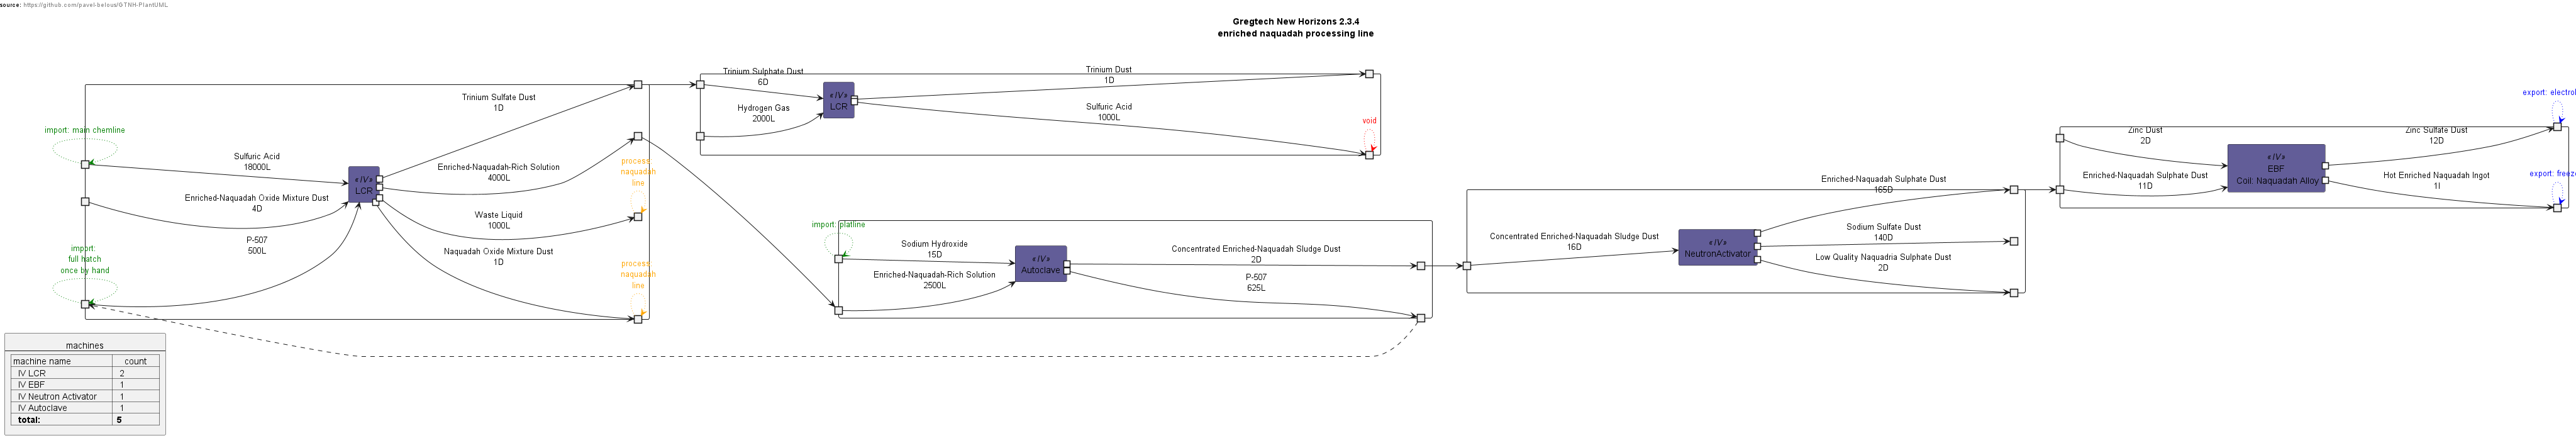 source: https://github.com/pavel-belous/GTNH-PlantUML
Gregtech New Horizons 2.3.4
enriched naquadah processing line
import: main chemline
Sulfuric Acid
18000L
Enriched-Naquadah Oxide Mixture Dust
4D
P-507
500L
import:
full hatch
once by hand
«IV»
LCR
Trinium Sulfate Dust
1D
Enriched-Naquadah-Rich Solution
4000L
Waste Liquid
1000L
Naquadah Oxide Mixture Dust
1D
process
naquadah
line
process
naquadah
line
Trinium Sulphate Dust
6D
Hydrogen Gas
2000L
«IV»
LCR
Trinium Dust
1D
Sulfuric Acid
1000L
void
import: platline
Sodium Hydroxide
15D
Enriched-Naquadah-Rich Solution
2500L
«IV»
Autoclave
Concentrated Enriched-Naquadah Sludge Dust
2D
P-507
625L
Concentrated Enriched-Naquadah Sludge Dust
16D
«IV»
NeutronActivator
Enriched-Naquadah Sulphate Dust
165D
Sodium Sulfate Dust
140D
Low Quality Naquadria Sulphate Dust
2D
Zinc Dust
2D
Enriched-Naquadah Sulphate Dust
11D
«IV»
EBF
Coil: Naquadah Alloy
Zinc Sulfate Dust
12D
Hot Enriched Naquadah Ingot
1I
export: electrol
export: freeze
machines
machine name count
IV LCR 2
IV EBF 1
IV Neutron Activator 1
IV Autoclave 1
total: 5